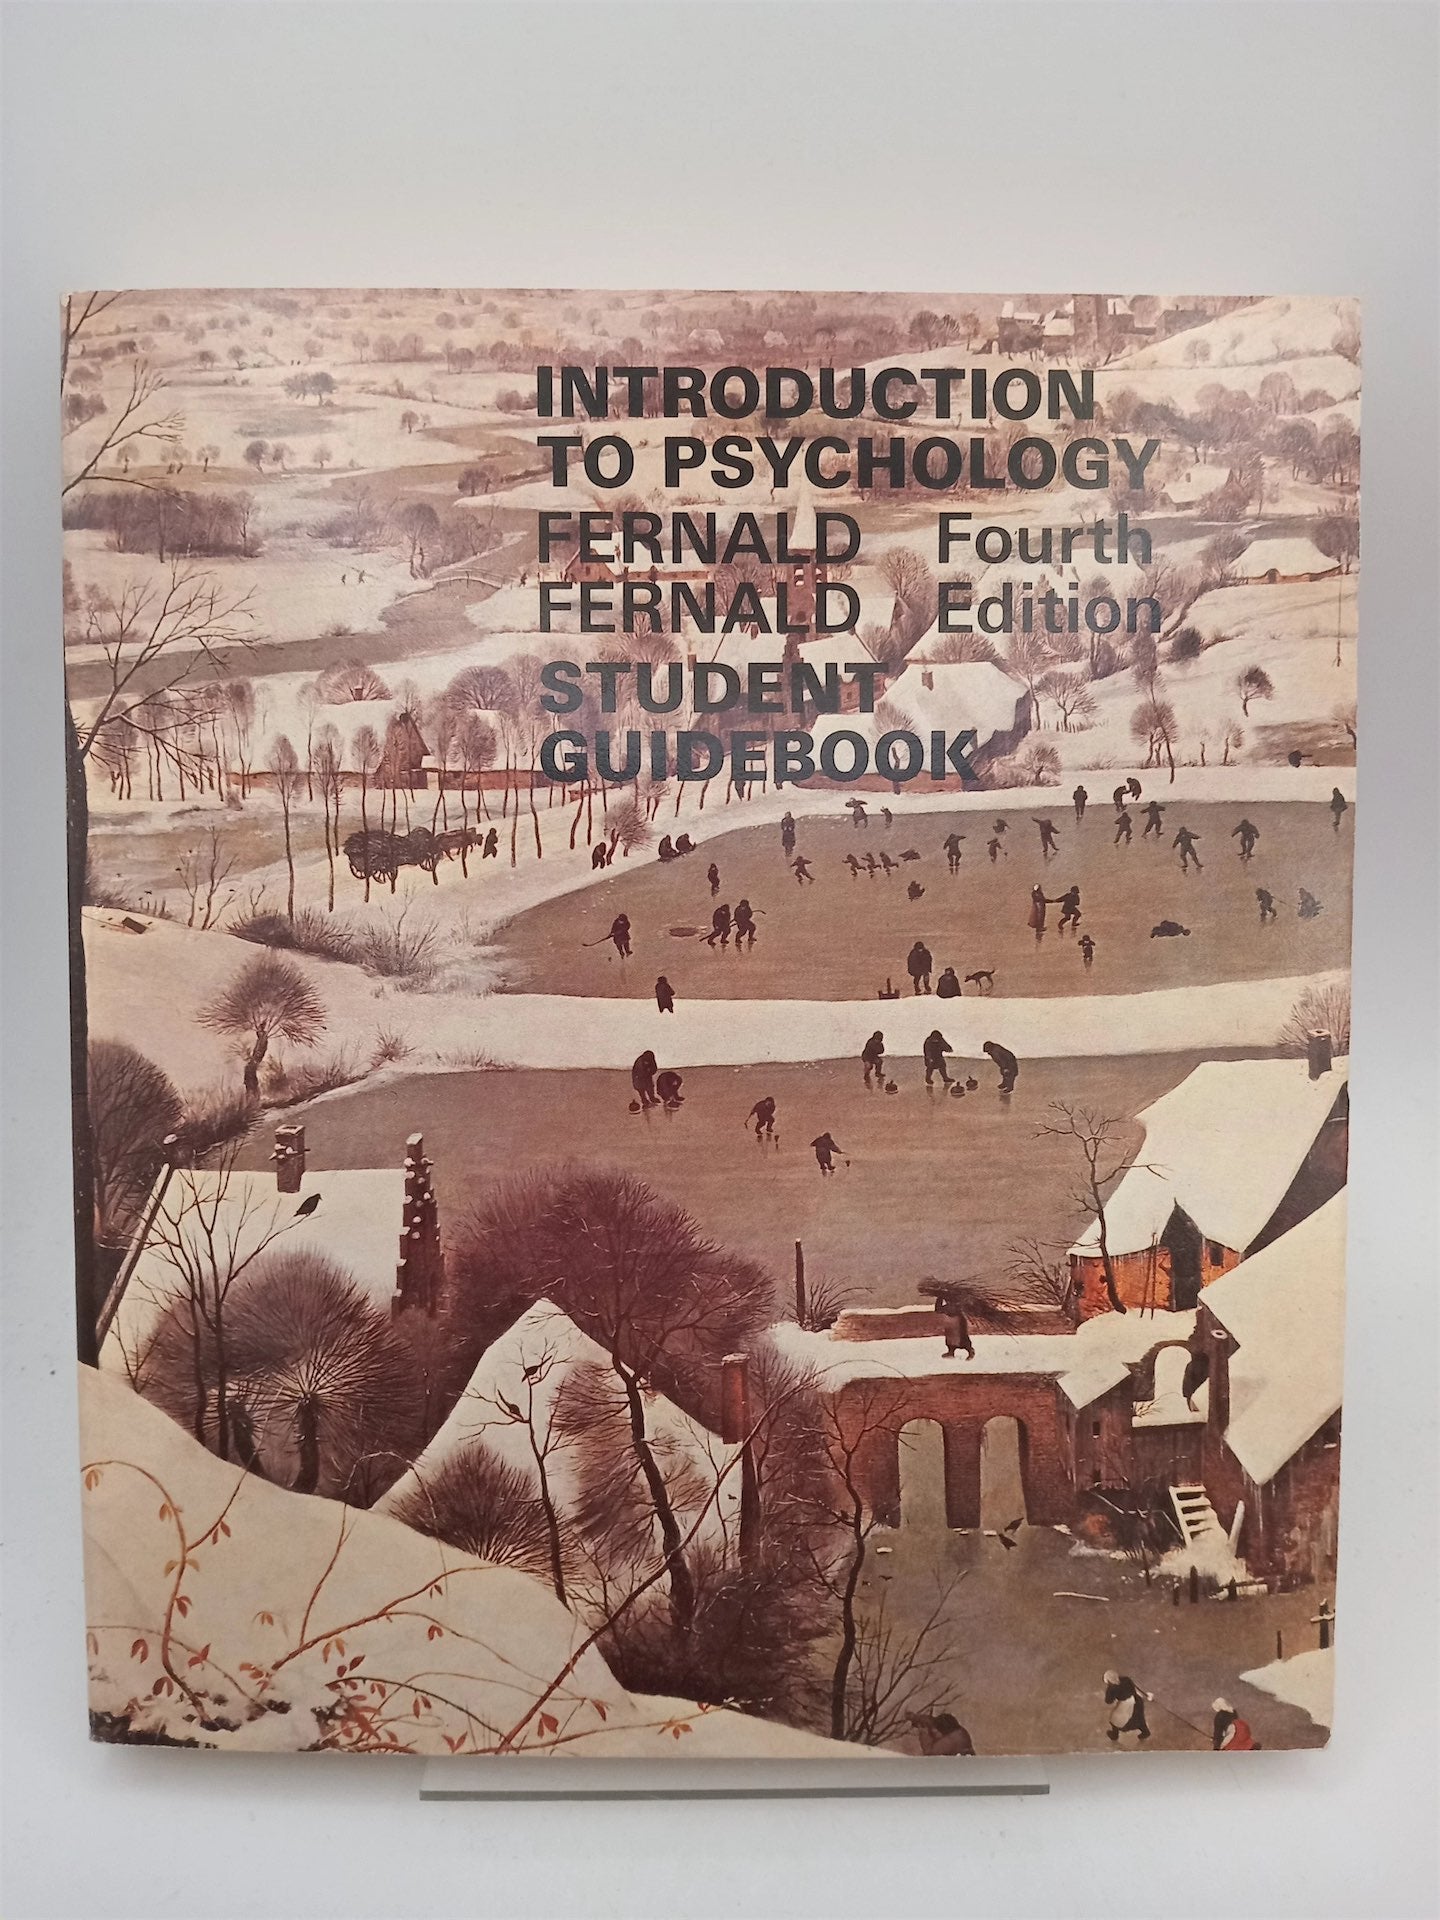 INTRODUCTION
TO PSYCHOLOGY
FERNALD Fourth
FERNALD Edition
STUDENT
GUIDEBOOK